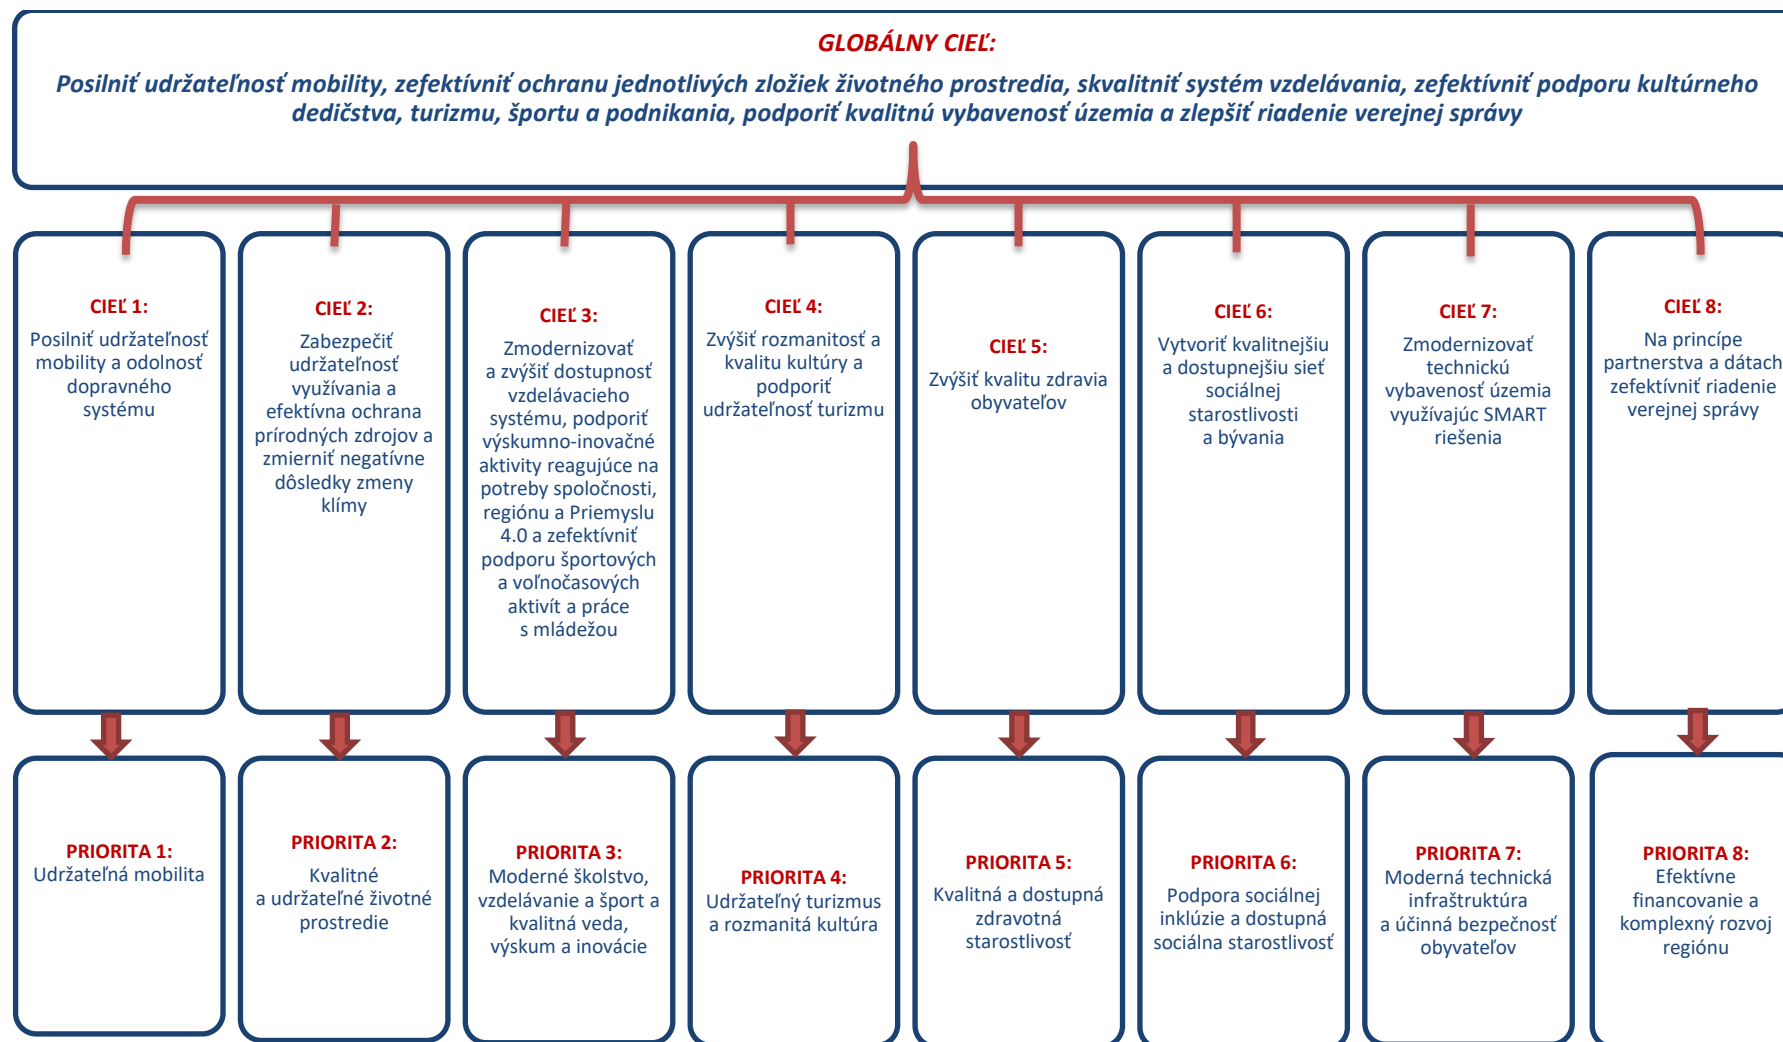 GLOBÁLNY CIEĽ:
Posilniť udržateľnosť mobility, zefektívniť ochranu jednotlivých zložiek životného prostredia, skvalitniť systém vzdelávania, zefektívniť podporu kultúrneho
dedičstva, turizmu, športu a podnikania, podporiť kvalitnú vybavenosť územia a zlepšiť riadenie verejnej správy
CIEĽ 1:
Posilniť udržateľnosť
mobility a odolnosť
dopravného
systému
CIEĽ 2:
Zabezpečiť
udržateľnosť
využívania a
efektívna ochrana
prírodných zdrojov a
zmierniť negatívne
dôsledky zmeny
klímy
CIEĽ 3:
Zmodernizovať
a zvýšiť dostupnosť
vzdelávacieho
systému, podporiť
výskumno-inovačné
aktivity reagujúce na
potreby spoločnosti,
regiónu a Priemyslu
4.0 a zefektívniť
podporu športových
a voľnočasových
aktivít a práce
s mládežou
CIEĽ 4:
Zvýšiť rozmanitosť a
kvalitu kultúry a
podporiť
udržateľnosť turizmu
CIEĽ 5:
Zvýšiť kvalitu zdravia
obyvateľov
CIEĽ 6:
Vytvoriť kvalitnejšiu
a dostupnejšiu sieť
sociálnej
starostlivosti
a bývania
CIEĽ 7:
Zmodernizovať
technickú
vybavenosť územia
využívajúc SMART
riešenia
CIEĽ 8:
Na princípe
partnerstva a dátach
zefektívniť riadenie
verejnej správy
PRIORITA 1:
Udržateľná mobilita
PRIORITA 2:
Kvalitné
a udržateľné životné
prostredie
PRIORITA 3:
Moderné školstvo,
vzdelávanie a šport a
kvalitná veda,
výskum a inovácie
PRIORITA 4:
Udržateľný turizmus
a rozmanitá kultúra
PRIORITA 5:
Kvalitná a dostupná
zdravotná
starostlivosť
PRIORITA 6:
Podpora sociálnej
inklúzie a dostupná
sociálna starostlivosť
PRIORITA 7:
Moderná technická
infraštruktúra
a účinná bezpečnosť
obyvateľov
PRIORITA 8:
Efektívne
financovanie a
komplexný rozvoj
regiónu